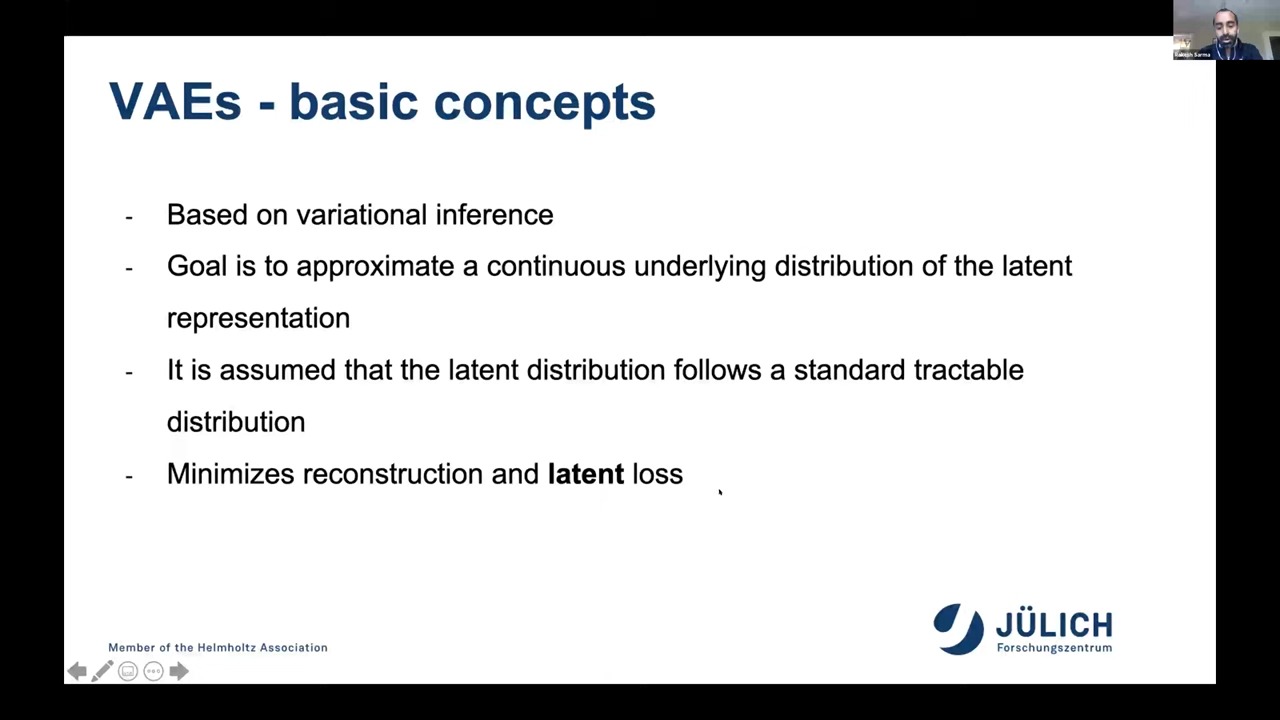 Rakesh Sarma
VAEs - basic concepts
- Based on variational inference
- Goal is to approximate a continuous underlying distribution of the latent
representation
- It is assumed that the latent distribution follows a standard tractable
distribution
- Minimizes reconstruction and latent loss
Member of the Helmholtz Association
JÜLICH
Forschungszentrum